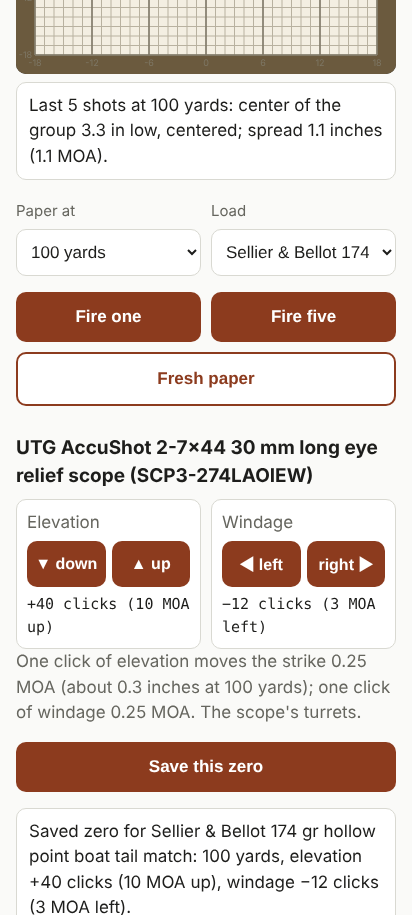 18
-18 -12 -6 0 6 12 18
Last 5 shots at 100 yards: center of the
group 3.3 in low, centered; spread 1.1 inches
(1.1 MOA).
Paper at
Load
100 yards
Sellier & Bellot 174
Fire one
Fire five
Fresh paper
UTG AccuShot 2-7×44 30 mm long eye
relief scope (SCP3-274LAOIEW)
Elevation
Windage
▼ down
▲ up
◀ left
right ▶
+40 clicks (10 MOA
up)
−12 clicks (3 MOA
left)
One click of elevation moves the strike 0.25
MOA (about 0.3 inches at 100 yards); one click
of windage 0.25 MOA. The scope's turrets.
Save this zero
Saved zero for Sellier & Bellot 174 gr hollow
point boat tail match: 100 yards, elevation
+40 clicks (10 MOA up), windage −12 clicks
(3 MOA left).